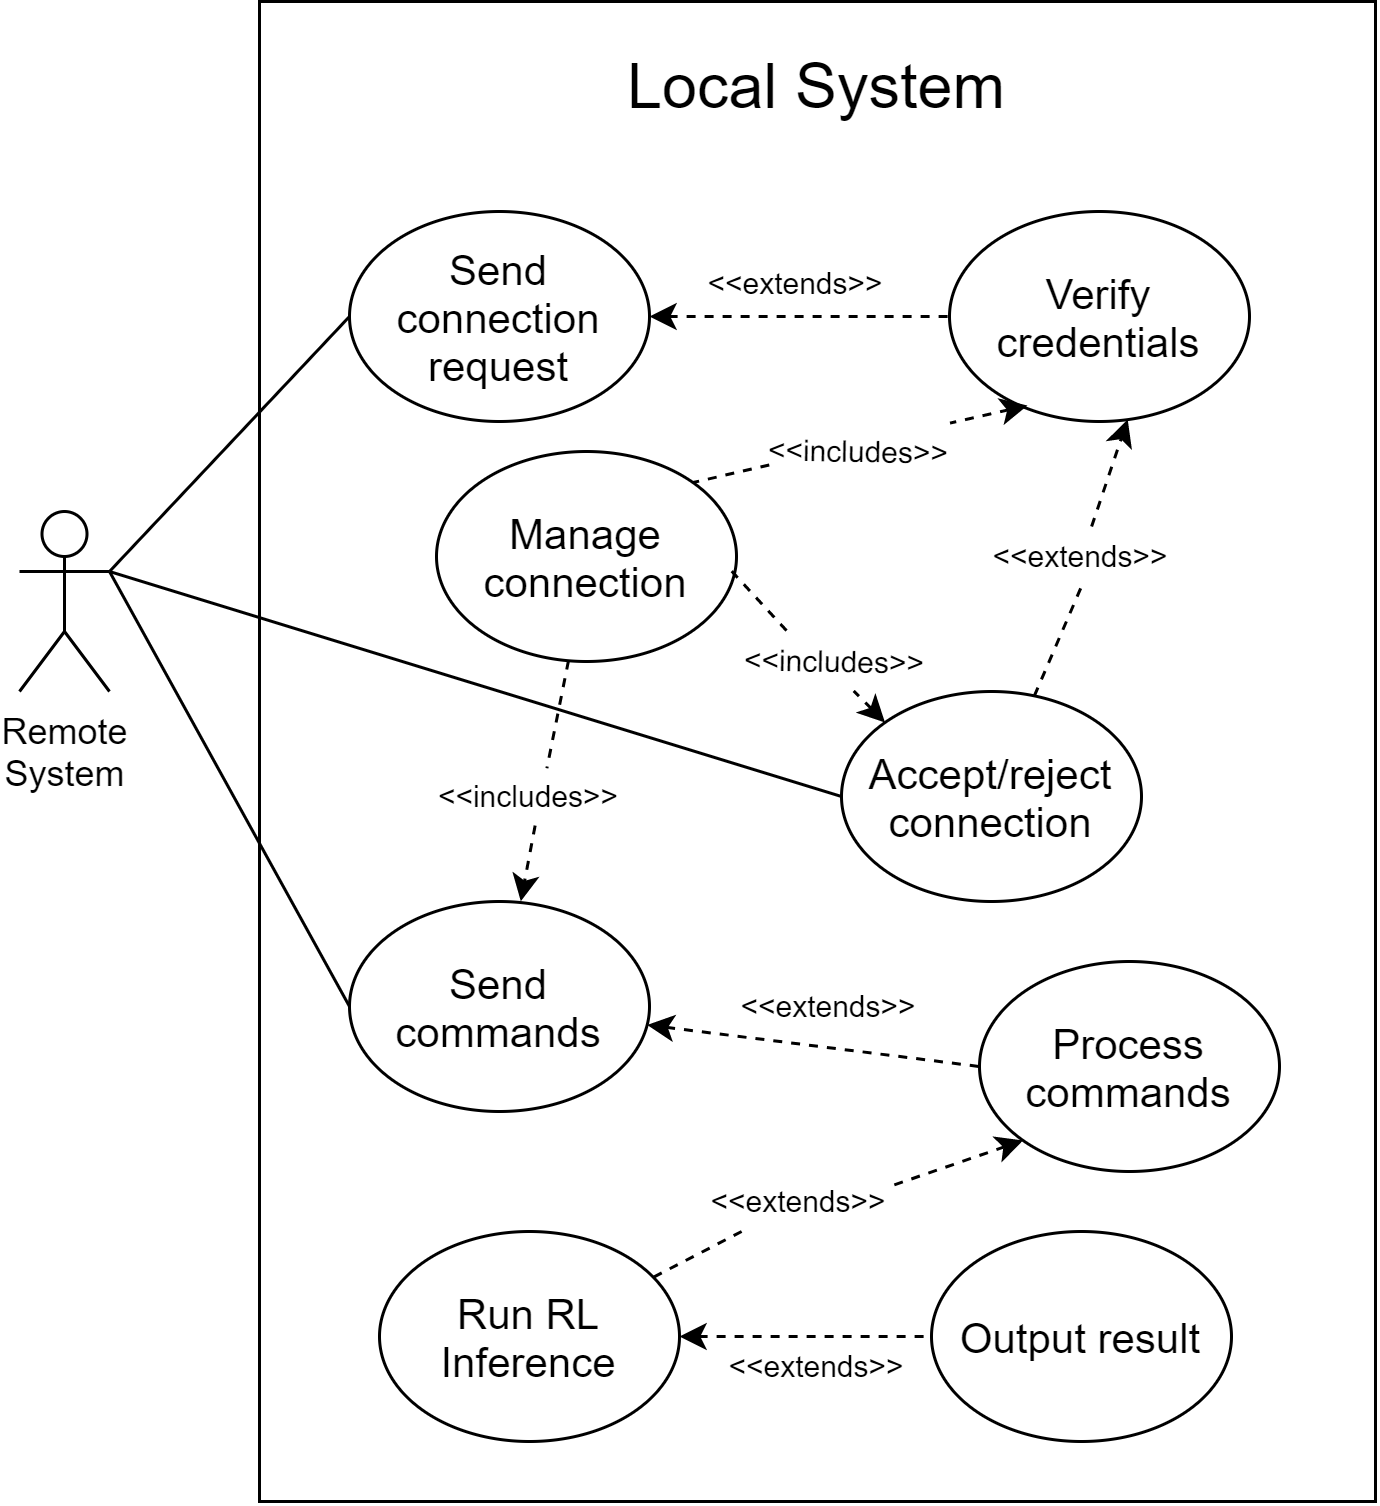 Local System
Send
connection
request
<<extends>>
Verify
credentials
<<includes>>
Manage
connection
<<extends>>
<<includes>>
Remote
System
Accept/reject
connection
<<includes>>
Send
commands
<<extends>>
Process
commands
<<extends>>
Run RL
Inference
Output result
<<extends>>